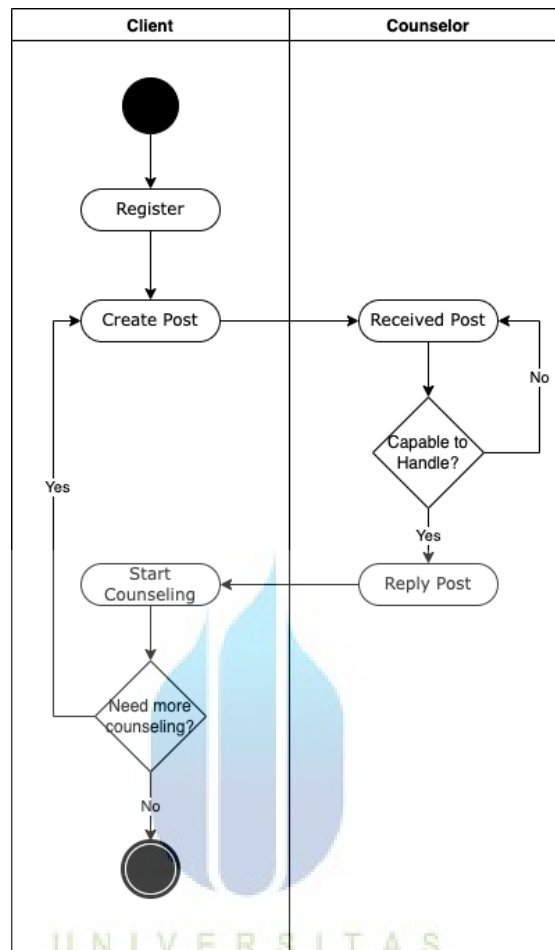 Client
Counselor
Register
Create Post
Received Post
No
Capable to
Handle?
Yes
Yes
Start
Counseling
Reply Post
Need more
counseling?
No
UNIVERSITAS